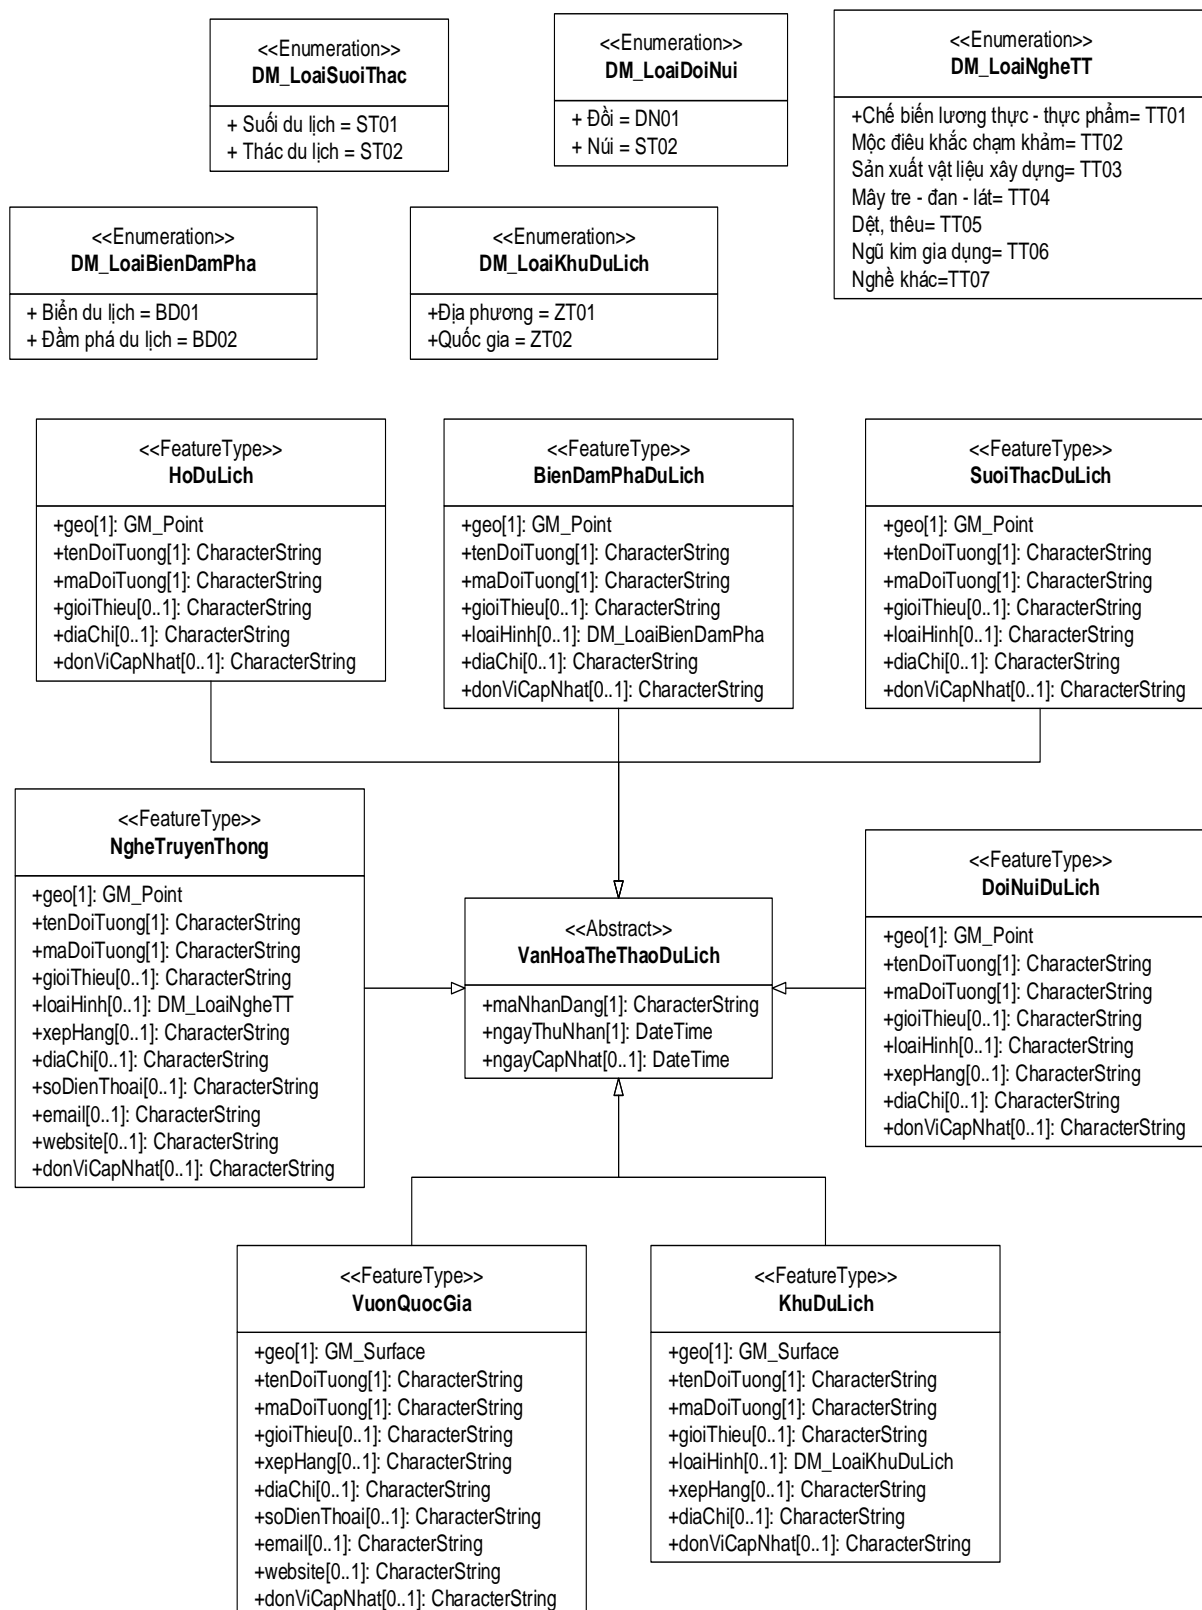 <<Enumeration>>
DM_LoaiSuoiThac
+ Suối du lịch = ST01
+ Thác du lịch = ST02
<<Enumeration>>
DM_LoaiDoiNui
+ Đồi = DN01
+ Núi = ST02
<<Enumeration>>
DM_LoaiNgheTT
+Chế biến lương thực - thực phẩm= TT01
Mộc điêu khắc chạm khảm= TT02
Sản xuất vật liệu xây dựng= TT03
Mây tre - đan - lát= TT04
Dệt, thêu= TT05
Ngũ kim gia dụng= TT06
Nghề khác=TT07
<<Enumeration>>
DM_LoaiBienDamPha
+ Biển du lịch = BD01
+ Đầm phá du lịch = BD02
<<Enumeration>>
DM_LoaiKhuDuLich
+Địa phương = ZT01
+Quốc gia = ZT02
<<FeatureType>>
HoDuLich
+geo[1]: GM_Point
+tenDoiTuong[1]: CharacterString
+maDoiTuong[1]: CharacterString
+gioiThieu[0..1]: CharacterString
+diaChi[0..1]: CharacterString
+donViCapNhat[0..1]: CharacterString
<<FeatureType>>
BienDamPhaDuLich
+geo[1]: GM_Point
+tenDoiTuong[1]: CharacterString
+maDoiTuong[1]: CharacterString
+gioiThieu[0..1]: CharacterString
+loaiHinh[0..1]: DM_LoaiBienDamPha
+diaChi[0..1]: CharacterString
+donViCapNhat[0..1]: CharacterString
<<FeatureType>>
SuoiThacDuLich
+geo[1]: GM_Point
+tenDoiTuong[1]: CharacterString
+maDoiTuong[1]: CharacterString
+gioiThieu[0..1]: CharacterString
+loaiHinh[0..1]: CharacterString
+diaChi[0..1]: CharacterString
+donViCapNhat[0..1]: CharacterString
<<FeatureType>>
NgheTruyenThong
+geo[1]: GM_Point
+tenDoiTuong[1]: CharacterString
+maDoiTuong[1]: CharacterString
+gioiThieu[0..1]: CharacterString
+loaiHinh[0..1]: DM_LoaiNgheTT
+xepHang[0..1]: CharacterString
+diaChi[0..1]: CharacterString
+soDienThoai[0..1]: CharacterString
+email[0..1]: CharacterString
+website[0..1]: CharacterString
+donViCapNhat[0..1]: CharacterString
<<Abstract>>
VanHoaTheThaoDuLich
+maNhanDang[1]: CharacterString
+ngayThuNhan[1]: DateTime
+ngayCapNhat[0..1]: DateTime
<<FeatureType>>
DoiNuiDuLich
+geo[1]: GM_Point
+tenDoiTuong[1]: CharacterString
+maDoiTuong[1]: CharacterString
+gioiThieu[0..1]: CharacterString
+loaiHinh[0..1]: CharacterString
+xepHang[0..1]: CharacterString
+diaChi[0..1]: CharacterString
+donViCapNhat[0..1]: CharacterString
<<FeatureType>>
VuonQuocGia
+geo[1]: GM_Surface
+tenDoiTuong[1]: CharacterString
+maDoiTuong[1]: CharacterString
+gioiThieu[0..1]: CharacterString
+xepHang[0..1]: CharacterString
+diaChi[0..1]: CharacterString
+soDienThoai[0..1]: CharacterString
+email[0..1]: CharacterString
+website[0..1]: CharacterString
+donViCapNhat[0..1]: CharacterString
<<FeatureType>>
KhuDuLich
+geo[1]: GM_Surface
+tenDoiTuong[1]: CharacterString
+maDoiTuong[1]: CharacterString
+gioiThieu[0..1]: CharacterString
+loaiHinh[0..1]: DM_LoaiKhuDuLich
+xepHang[0..1]: CharacterString
+diaChi[0..1]: CharacterString
+donViCapNhat[0..1]: CharacterString